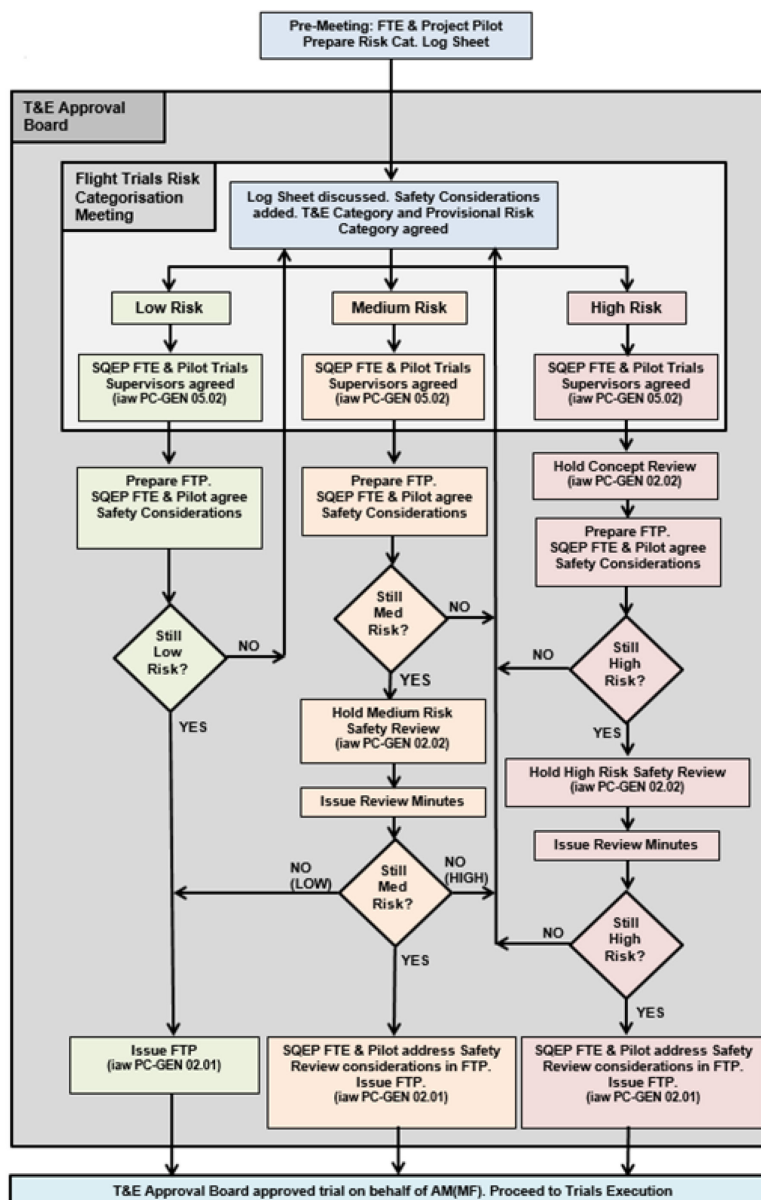 Pre-Meeting: FTE & Project Pilot
Prepare Risk Cat. Log Sheet
T&E Approval
Board
Flight Trials Risk
Categorisation
Meeting
Log Sheet discussed. Safety Considerations
added. T&E Category and Provisional Risk
Category agreed
Low Risk
Medium Risk
High Risk
SQEP FTE & Pilot Trials
Supervisors agreed
(iaw PC-GEN 05.02)
SQEP FTE & Pilot Trials
Supervisors agreed
(iaw PC-GEN 05.02)
SQEP FTE & Pilot Trials
Supervisors agreed
(iaw PC-GEN 05.02)
Prepare FTP.
SQEP FTE & Pilot agree
Safety Considerations
Prepare FTP.
SQEP FTE & Pilot agree
Safety Considerations
Hold Concept Review
(iaw PC-GEN 02.02)
Prepare FTP.
SQEP FTE & Pilot agree
Safety Considerations
Still
Low
Risk?
NO
YES
Still
Med
Risk?
NO
YES
Still
High
Risk?
NO
YES
Hold Medium Risk
Safety Review
(iaw PC-GEN 02.02)
Issue Review Minutes
Hold High Risk Safety Review
(iaw PC-GEN 02.02)
Issue Review Minutes
NO
(LOW)
Still
Med
Risk?
NO
(HIGH)
YES
NO
Still
High
Risk?
YES
Issue FTP
(iaw PC-GEN 02.01)
SQEP FTE & Pilot address Safety
Review considerations in FTP.
Issue FTP.
(iaw PC-GEN 02.01)
SQEP FTE & Pilot address Safety
Review considerations in FTP.
Issue FTP.
(iaw PC-GEN 02.01)
T&E Approval Board approved trial on behalf of AM(MF). Proceed to Trials Execution